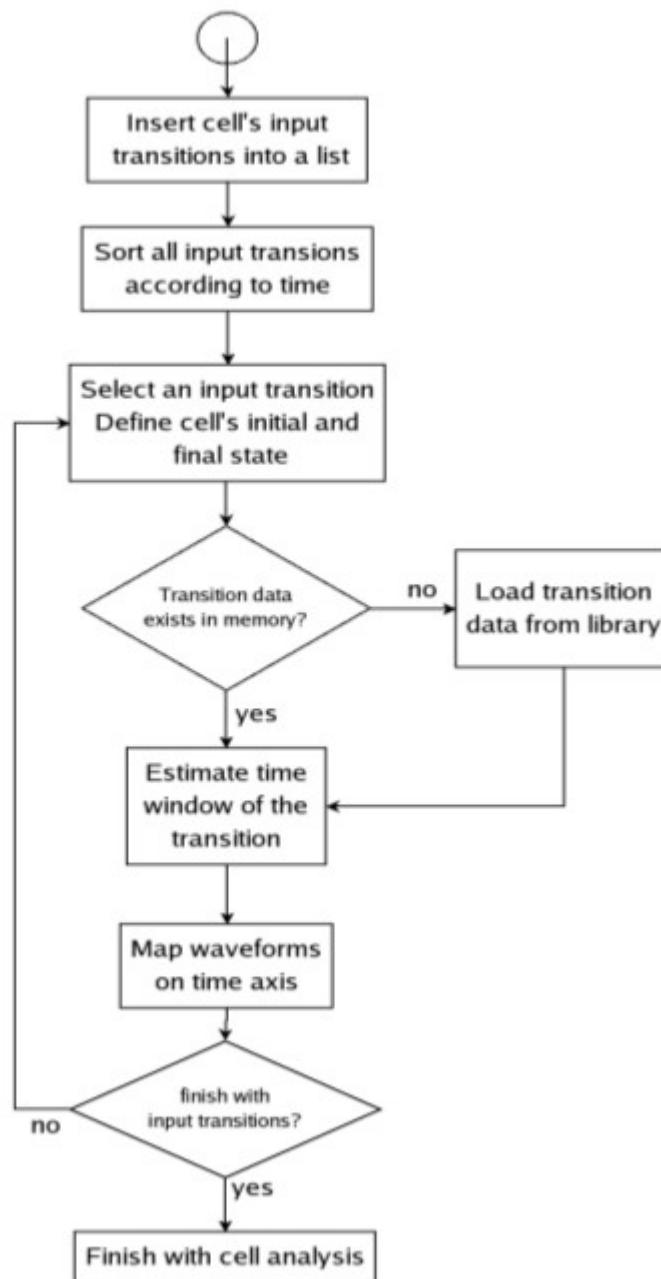 Insert cell's input
transitions into a list
Sort all input transions
according to time
Select an input transition
Define cell's initial and
final state
Transition data
exists in memory?
no
Load transition
data from library
yes
Estimate time
window of the
transition
Map waveforms
on time axis
finish with
input transitions?
no
yes
Finish with cell analysis